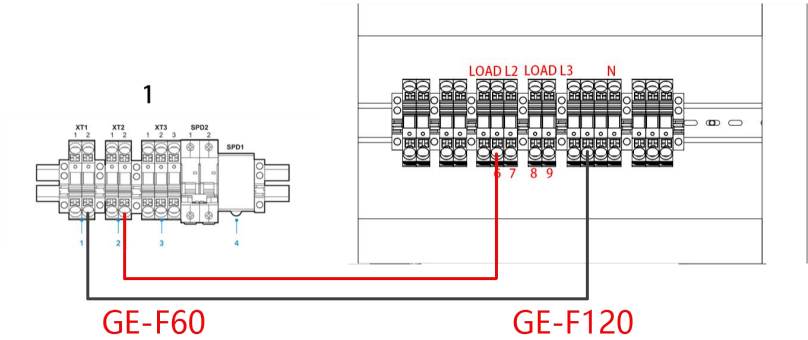 LOAD L2 LOAD L3 N
1
XT1 XT2 XT3 SPD2
1 2 1 2 1 2 3 1 2
SPD1
6 7 8 9
1 2 3 4
GE-F60 GE-F120